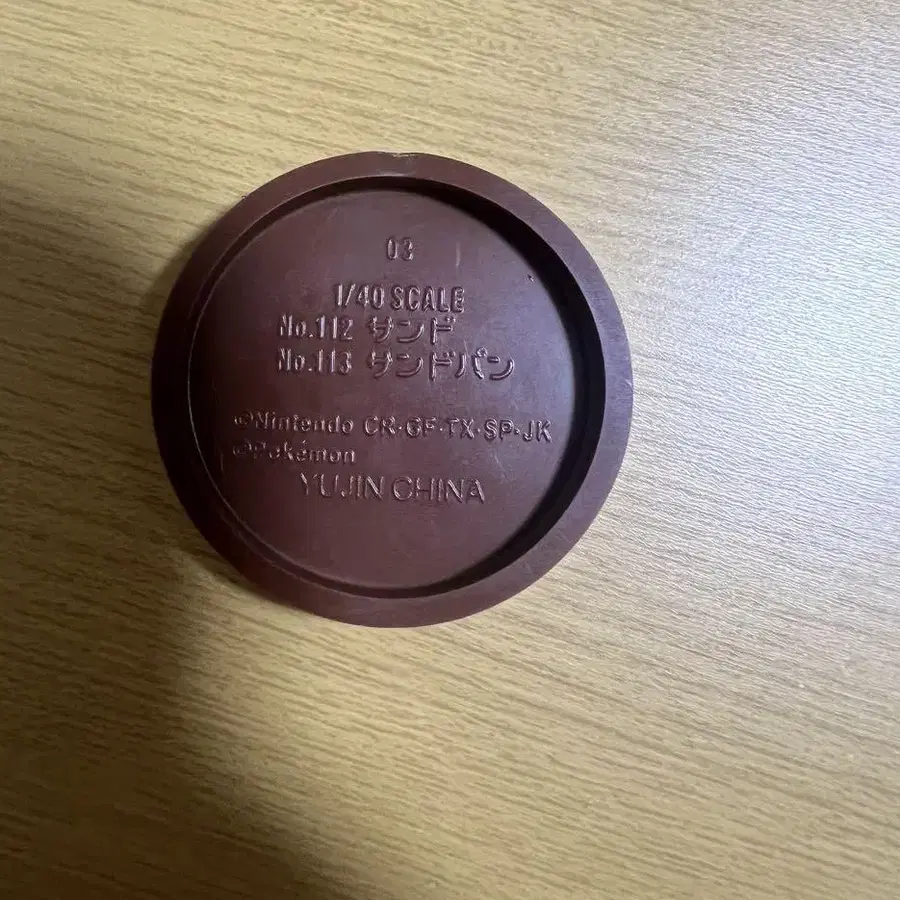 03
1/40 SCALE
No.112 サンド
No.113 サンドパン
©Nintendo CR·GF·TX·SP·JK
©Pokémon
YUJIN CHINA